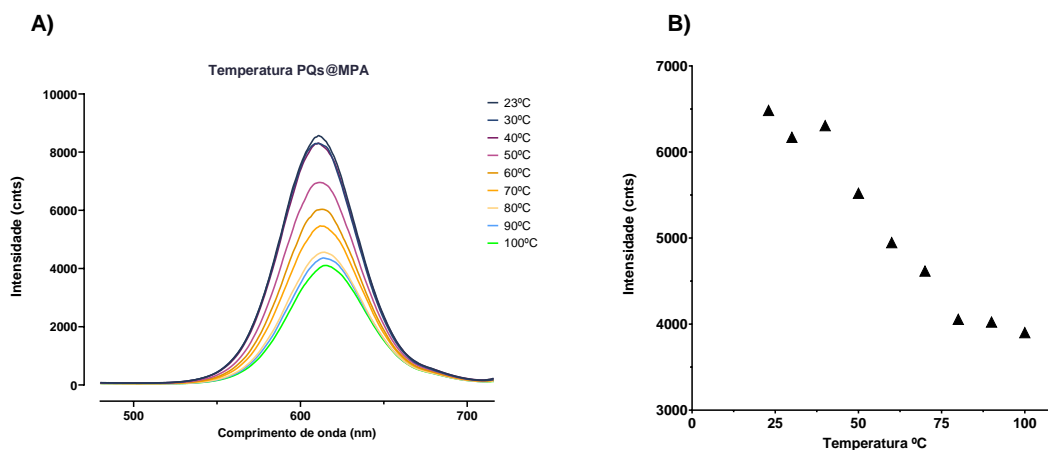 A)
Temperatura PQs@MPA
10000
8000
6000
4000
2000
0
Intensidade (cnts)
500
600
700
Comprimento de onda (nm)
23ºC
30ºC
40ºC
50ºC
60ºC
70ºC
80ºC
90ºC
100ºC
B)
7000
6000
5000
4000
3000
Intensidade (cnts)
0
25
50
75
100
Temperatura ºC